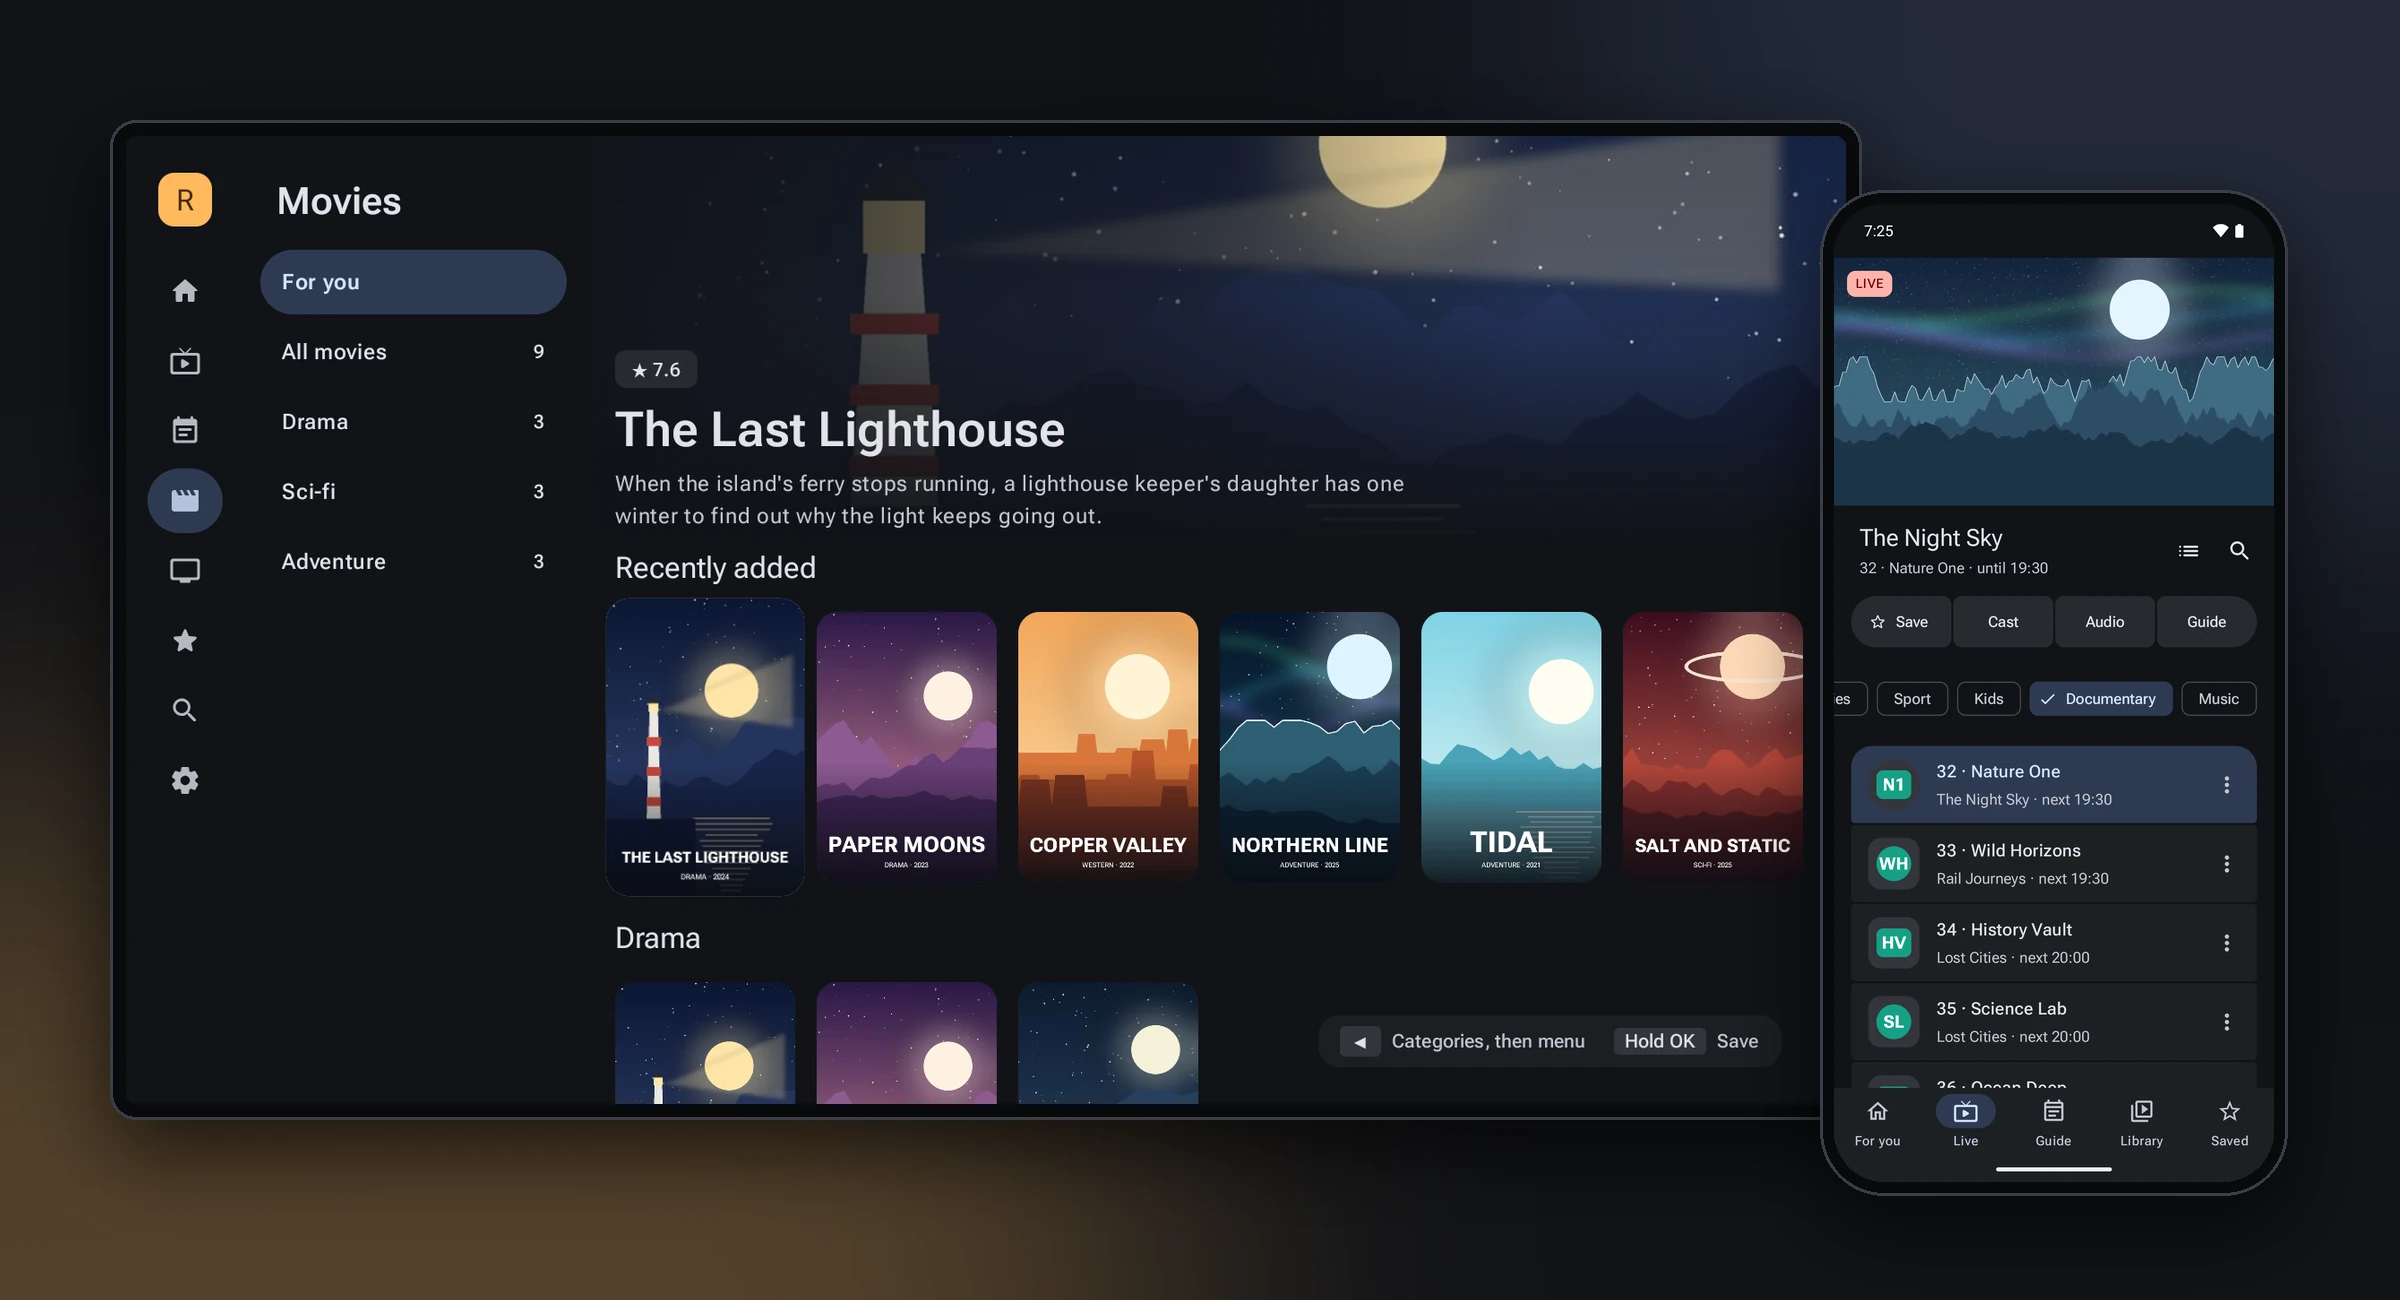 R
Movies
For you
All movies 9
Drama 3
Sci-fi 3
Adventure 3
★ 7.6
The Last Lighthouse
When the island's ferry stops running, a lighthouse keeper's daughter has one
winter to find out why the light keeps going out.
Recently added
THE LAST LIGHTHOUSE
DRAMA · 2024
PAPER MOONS
DRAMA · 2023
COPPER VALLEY
WESTERN · 2022
NORTHERN LINE
ADVENTURE · 2025
TIDAL
ADVENTURE · 2021
SALT AND STATIC
SCI-FI · 2025
Drama
◀ Categories, then menu Hold OK Save
7:25
LIVE
The Night Sky
32 · Nature One · until 19:30
Save Cast Audio Guide
Sport Kids Documentary Music
N1
32 · Nature One
The Night Sky · next 19:30
WH
33 · Wild Horizons
Rail Journeys · next 19:30
HV
34 · History Vault
Lost Cities · next 20:00
SL
35 · Science Lab
Lost Cities · next 20:00
36 · Ocean Deep
For you Live Guide Library Saved